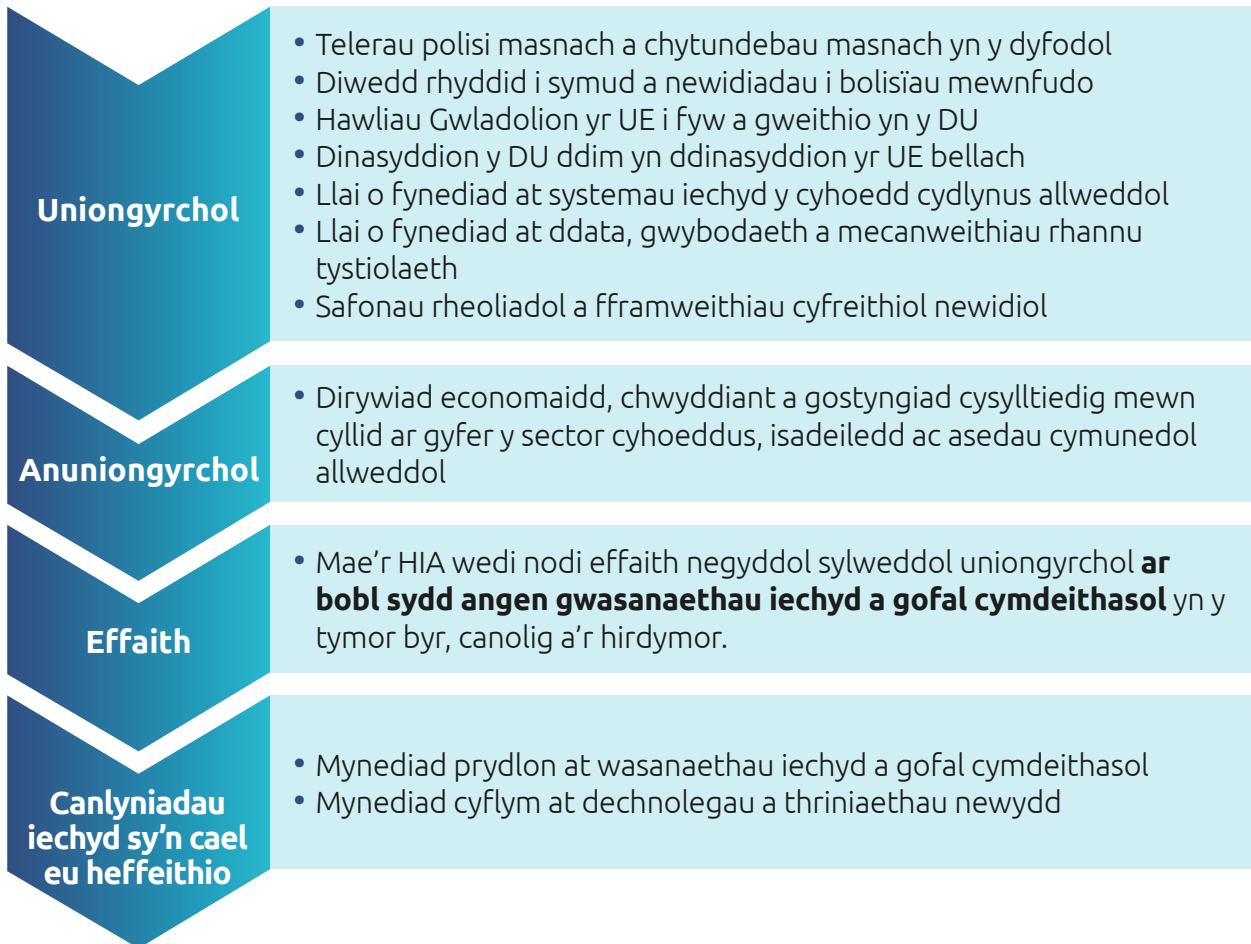 Uniongyrchol
• Telerau polisi masnach a chytundebau masnach yn y dyfodol
• Diwedd rhyddid i symud a newidiadau i bolisïau mewnfudo
• Hawliau Gwladolion yr UE i fyw a gweithio yn y DU
• Dinasyddion y DU ddim yn ddinasyddion yr UE bellach
• Llai o fynediad at systemau iechyd y cyhoedd cydlynus allweddol
• Llai o fynediad at ddata, gwybodaeth a mecanweithiau rhannu
tystiolaeth
• Safonau rheoliadol a fframweithiau cyfreithiol newidiol
Anuniongyrchol
• Dirywiad economaidd, chwyddiant a gostyngiad cysylltiedig mewn
cyllid ar gyfer y sector cyhoeddus, isadeiledd ac asedau cymunedol
allweddol
Effaith
• Mae'r HIA wedi nodi effaith negyddol sylweddol uniongyrchol ar
bobl sydd angen gwasanaethau iechyd a gofal cymdeithasol yn y
tymor byr, canolig a'r hirdymor.
Canlyniadau
iechyd sy'n cael
eu heffeithio
• Mynediad prydlon at wasanaethau iechyd a gofal cymdeithasol
• Mynediad cyflym at dechnolegau a thriniaethau newydd